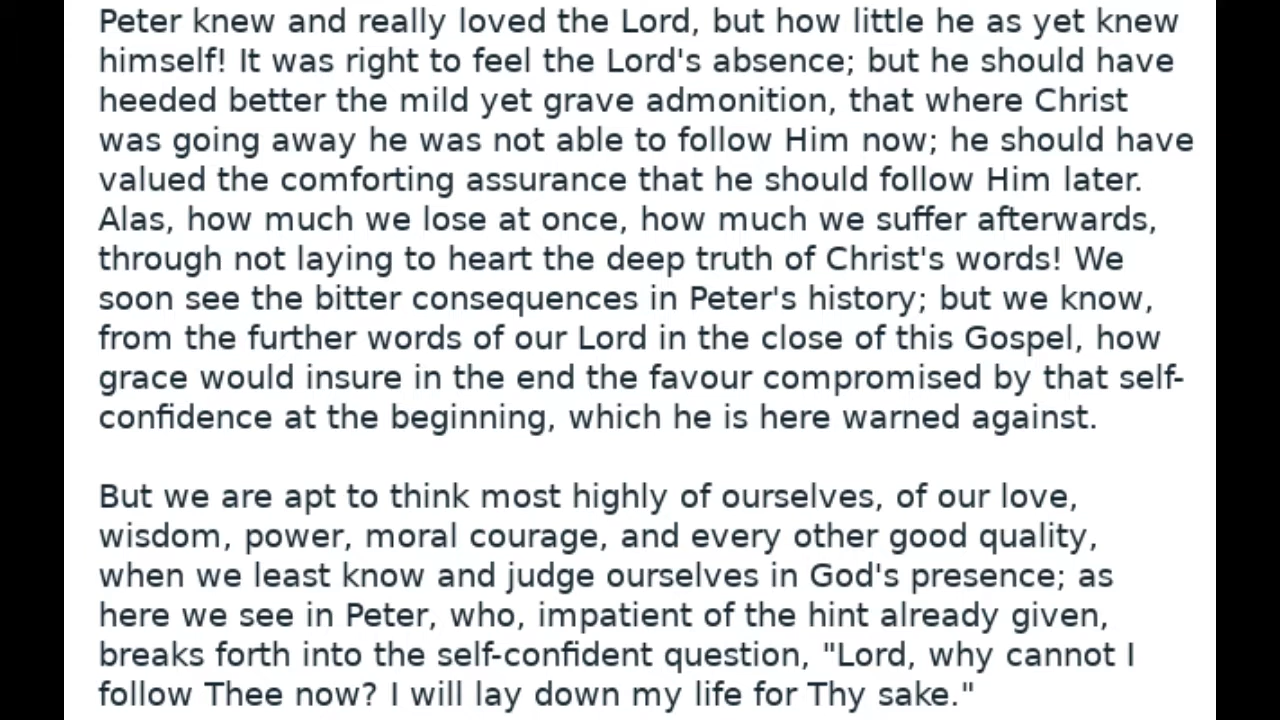 Peter knew and really loved the Lord, but how little he as yet knew
himself! It was right to feel the Lord's absence; but he should have
heeded better the mild yet grave admonition, that where Christ
was going away he was not able to follow Him now; he should have
valued the comforting assurance that he should follow Him later.
Alas, how much we lose at once, how much we suffer afterwards,
through not laying to heart the deep truth of Christ's words! We
soon see the bitter consequences in Peter's history; but we know,
from the further words of our Lord in the close of this Gospel, how
grace would insure in the end the favour compromised by that self-
confidence at the beginning, which he is here warned against.
But we are apt to think most highly of ourselves, of our love,
wisdom, power, moral courage, and every other good quality,
when we least know and judge ourselves in God's presence; as
here we see in Peter, who, impatient of the hint already given,
breaks forth into the self-confident question, "Lord, why cannot I
follow Thee now? I will lay down my life for Thy sake."